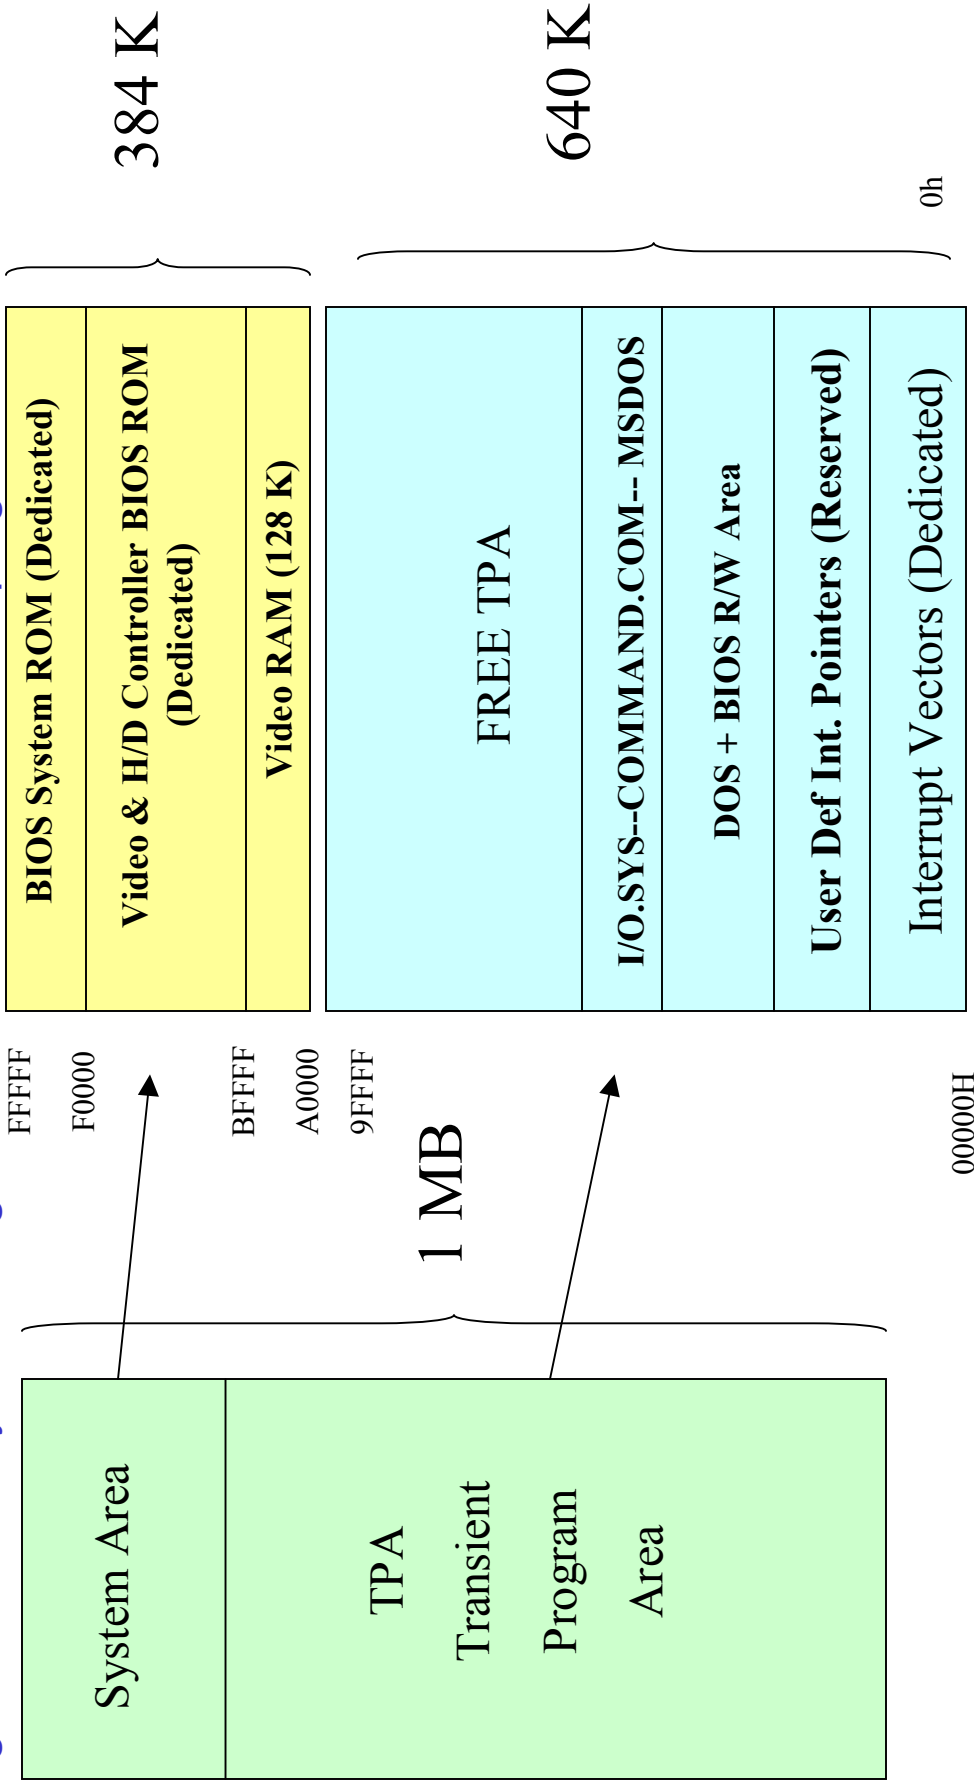 System Area
TPA
Transient
Program
Area
1 MB
FFFFF
F0000
BFFFF
A0000
9FFFF
00000H
BIOS System ROM (Dedicated)
Video & H/D Controller BIOS ROM
(Dedicated)
Video RAM (128 K)
FREE TPA
I/O.SYS--COMMAND.COM-- MSDOS
DOS + BIOS R/W Area
User Def Int. Pointers (Reserved)
Interrupt Vectors (Dedicated)
384 K
640 K
0h